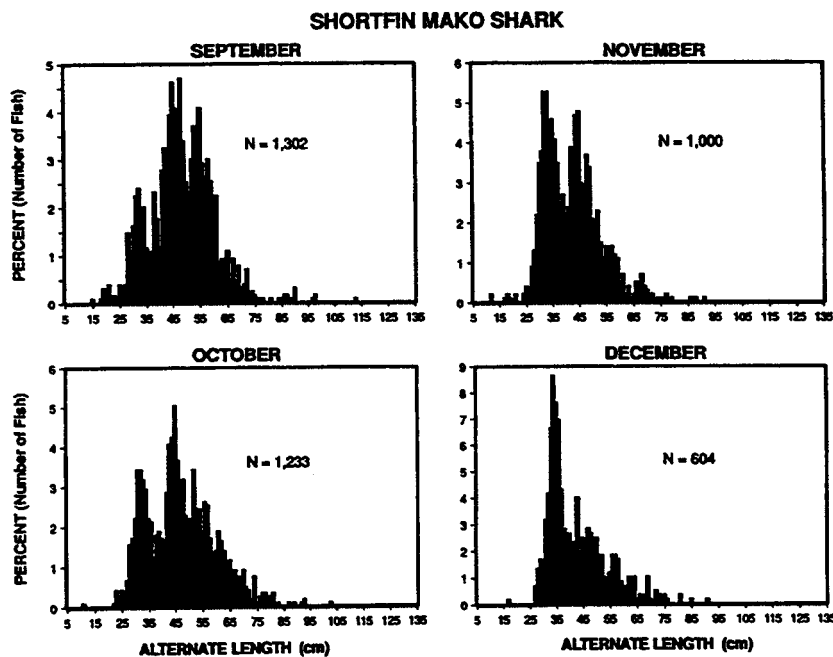 SHORTFIN MAKO SHARK
SEPTEMBER
PERCENT (Number of Fish)
5
4
3
2
1
0
N = 1,302
5 15 25 35 45 55 65 75 85 95 105 115 125 135
NOVEMBER
6
5
4
3
2
1
0
N = 1,000
5 15 25 35 45 55 65 75 85 95 105 115 125 135
OCTOBER
PERCENT (Number of Fish)
6
5
4
3
2
1
0
N = 1,233
5 15 25 35 45 55 65 75 85 95 105 115 125 135
ALTERNATE LENGTH (cm)
DECEMBER
9
8
7
6
5
4
3
2
1
0
N = 604
5 15 25 35 45 55 65 75 85 95 105 115 125 135
ALTERNATE LENGTH (cm)